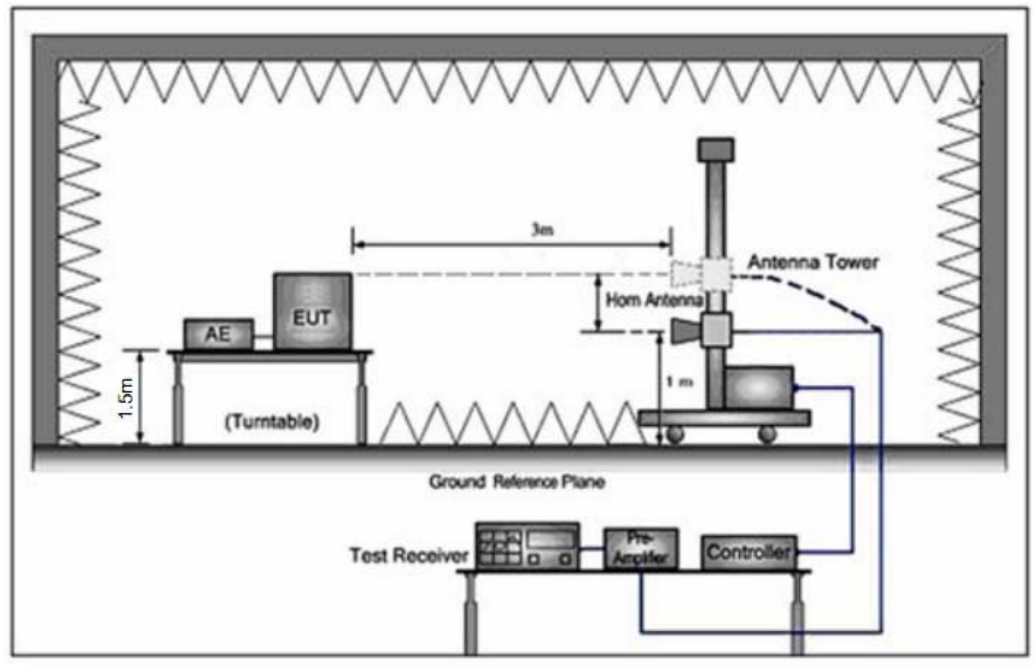 3m
Antenna Tower
Horn Antenna
EUT
AE
1 m
1.5m
(Turntable)
Ground Reference Plane
Test Receiver
Pre-
Amplifier
Controller